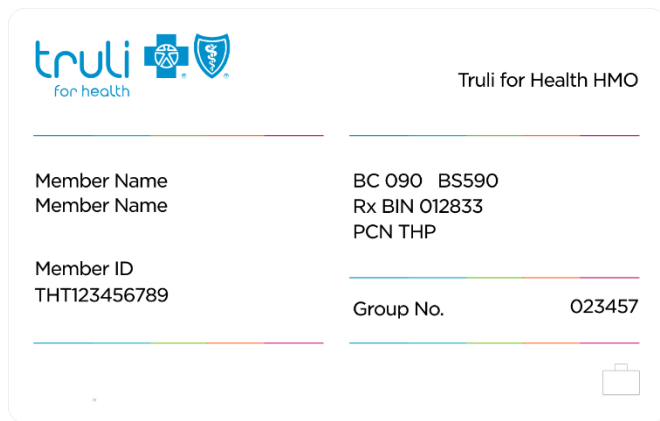 truli
for health
Truli for Health HMO
Member Name
Member Name
Member ID
THT123456789
BC 090 BS590
Rx BIN 012833
PCN THP
Group No. 023457